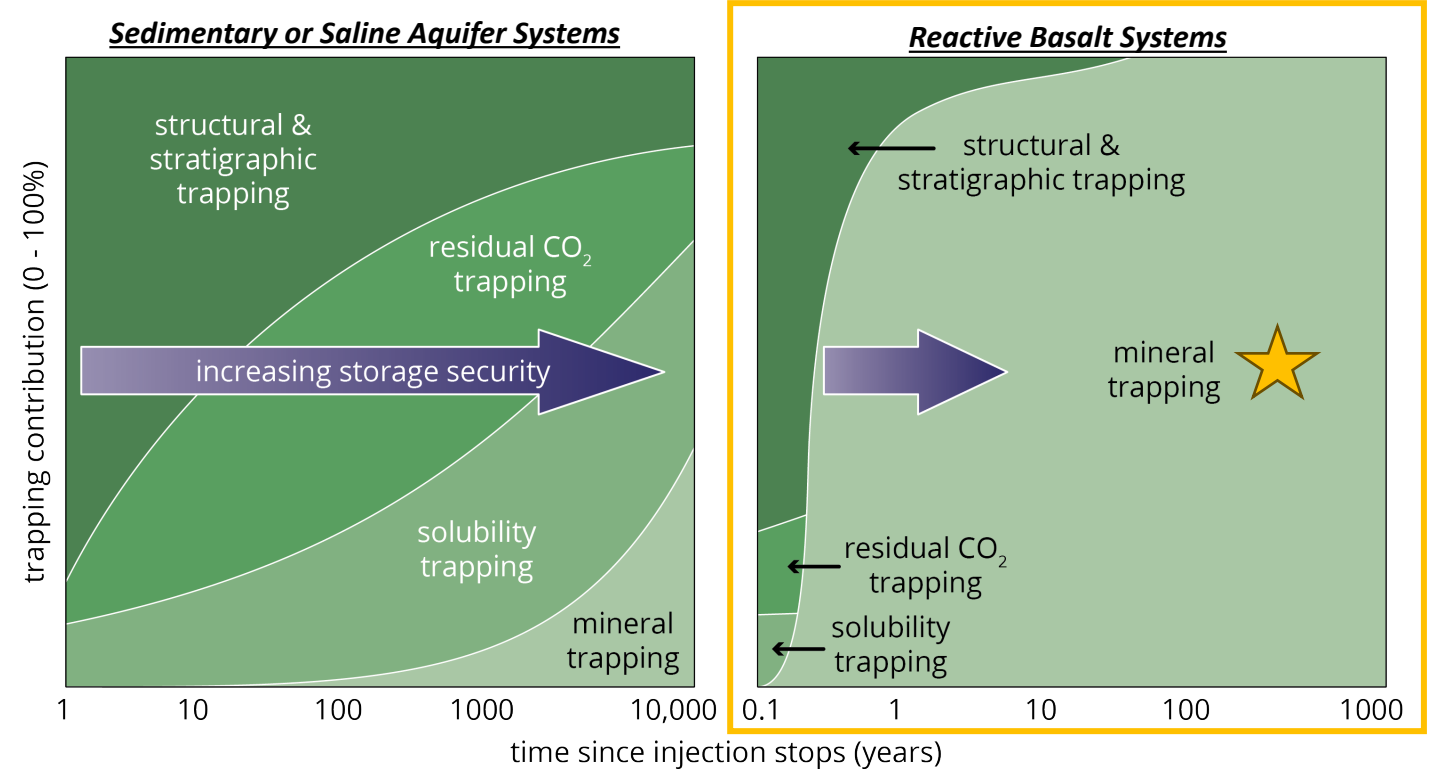 Sedimentary or Saline Aquifer Systems
structural &
stratigraphic
trapping
residual CO₂
trapping
increasing storage security
solubility
trapping
mineral
trapping
trapping contribution (0 - 100%)
1 10 100 1000 10,000
Reactive Basalt Systems
structural &
stratigraphic trapping
mineral
trapping
residual CO₂
trapping
solubility
trapping
0.1 1 10 100 1000
time since injection stops (years)